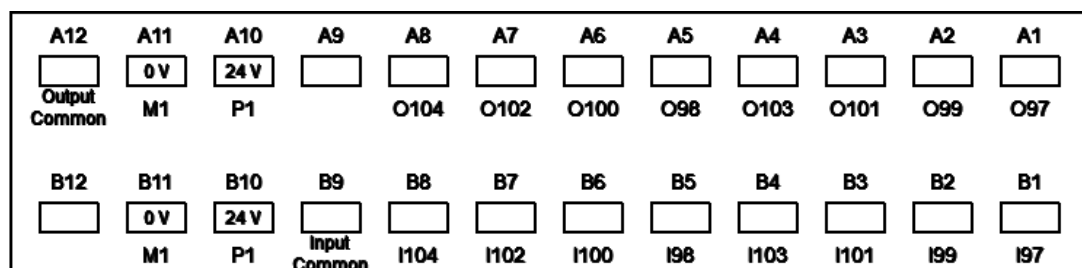 A12 A11 A10 A9 A8 A7 A6 A5 A4 A3 A2 A1
0 V 24 V
Output Common M1 P1 O104 O102 O100 O98 O103 O101 O99 O97
B12 B11 B10 B9 B8 B7 B6 B5 B4 B3 B2 B1
0 V 24 V
M1 P1 Input Common I104 I102 I100 I98 I103 I101 I99 I97